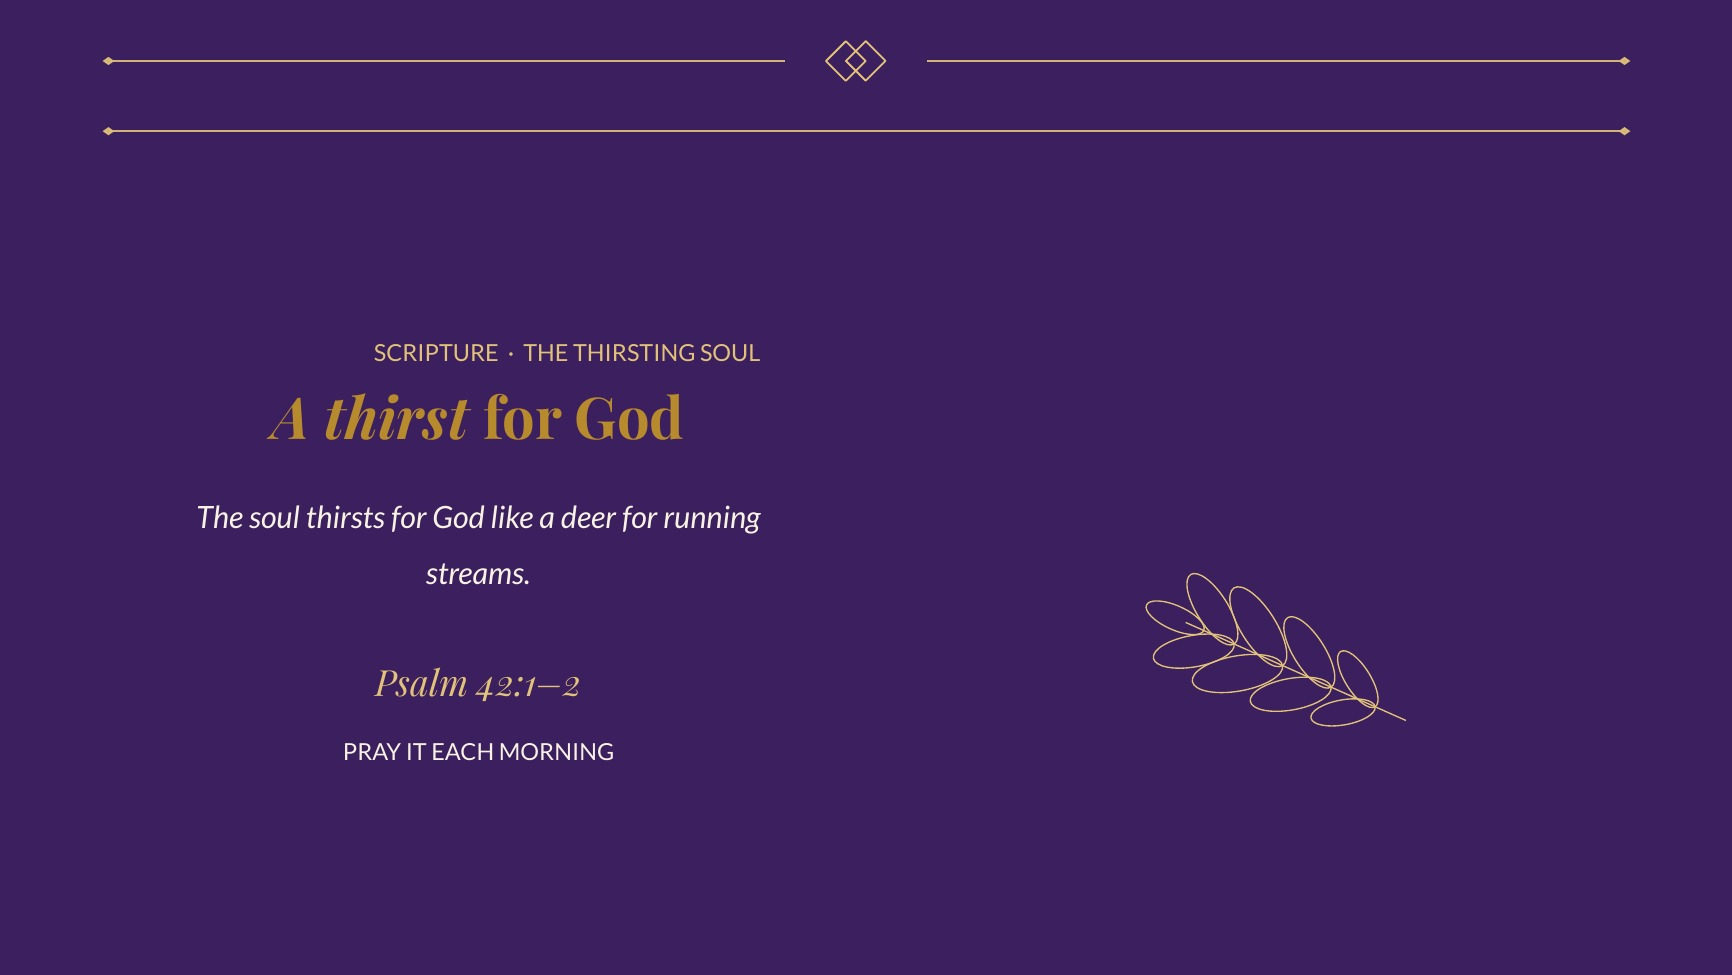 SCRIPTURE · THE THIRSTING SOUL
A thirst for God
The soul thirsts for God like a deer for running
streams.
Psalm 42:1–2
PRAY IT EACH MORNING